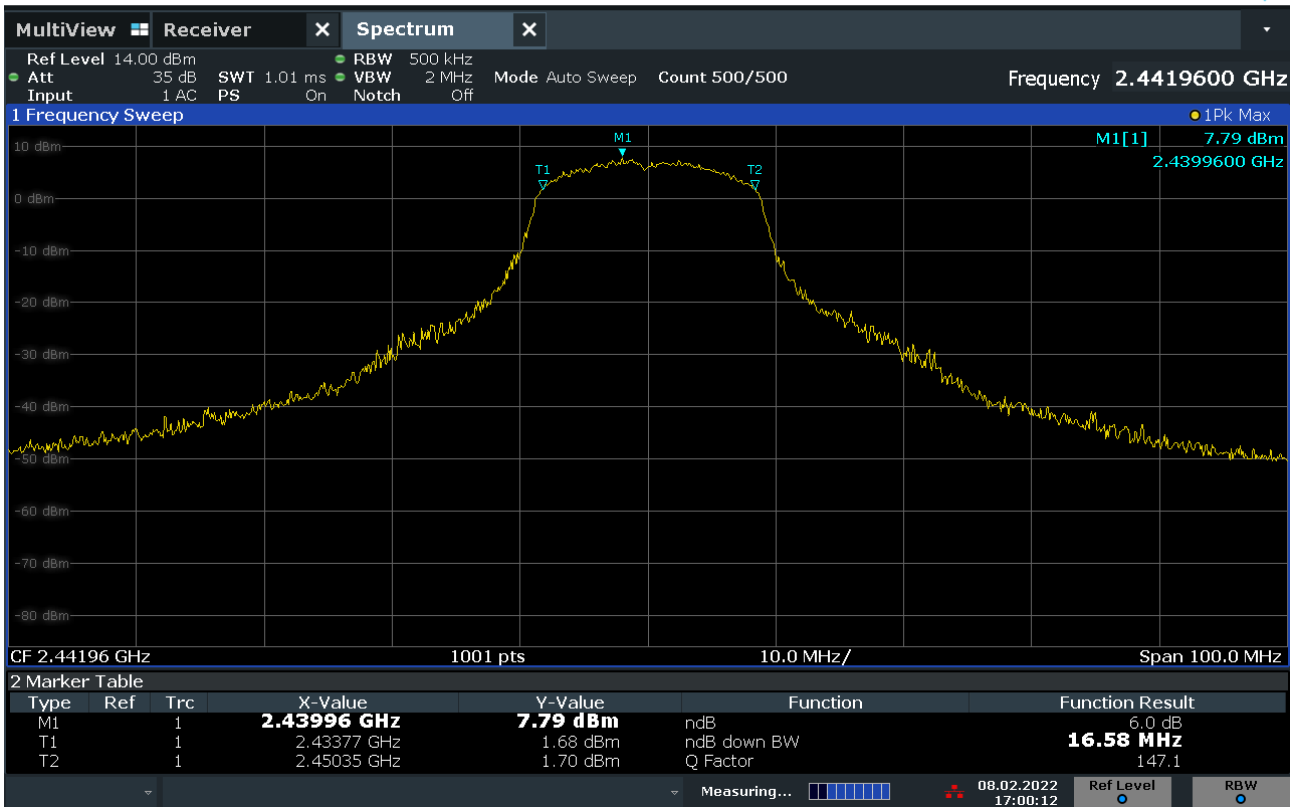 MultiView Receiver X Spectrum X
Ref Level 14.00 dBm RBW 500 kHz
Att 35 dB SWT 1.01 ms VBW 2 MHz Mode Auto Sweep Count 500/500 Frequency 2.4419600 GHz
Input 1 AC PS On Notch Off
1 Frequency Sweep 1Pk Max
M1[1] 7.79 dBm
2.4399600 GHz
M1
10 dBm
T1 T2
0 dBm
-10 dBm
-20 dBm
-30 dBm
-40 dBm
-50 dBm
-60 dBm
-70 dBm
-80 dBm
CF 2.44196 GHz 1001 pts 10.0 MHz/ Span 100.0 MHz
2 Marker Table
Type Ref Trc X-Value Y-Value Function Function Result
M1 1 2.43996 GHz 7.79 dBm ndB 6.0 dB
T1 1 2.43377 GHz 1.68 dBm ndB down BW 16.58 MHz
T2 1 2.45035 GHz 1.70 dBm Q Factor 147.1
Measuring... 08.02.2022 Ref Level RBW
17:00:12